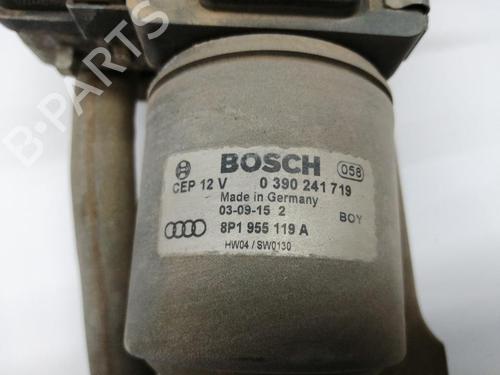 BOSCH 058
CEP 12 V 0 390 241 719
Made in Germany
03-09-15 2 BOY
8P1 955 119 A
HW04 / SW0130
B-PARTS